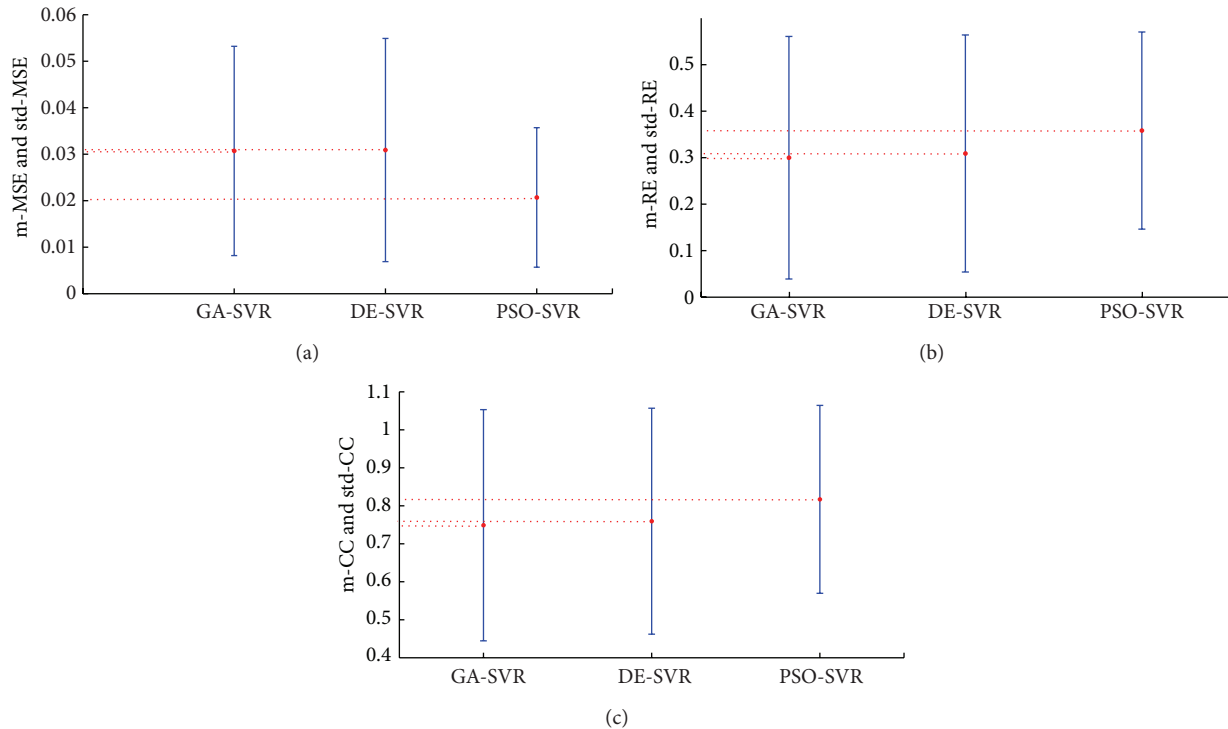 m-MSE and std-MSE
0.06
0.05
0.04
0.03
0.02
0.01
0
GA-SVR DE-SVR PSO-SVR
(a)
m-RE and std-RE
0.5
0.4
0.3
0.2
0.1
0
GA-SVR DE-SVR PSO-SVR
(b)
m-CC and std-CC
1.1
1
0.9
0.8
0.7
0.6
0.5
0.4
GA-SVR DE-SVR PSO-SVR
(c)